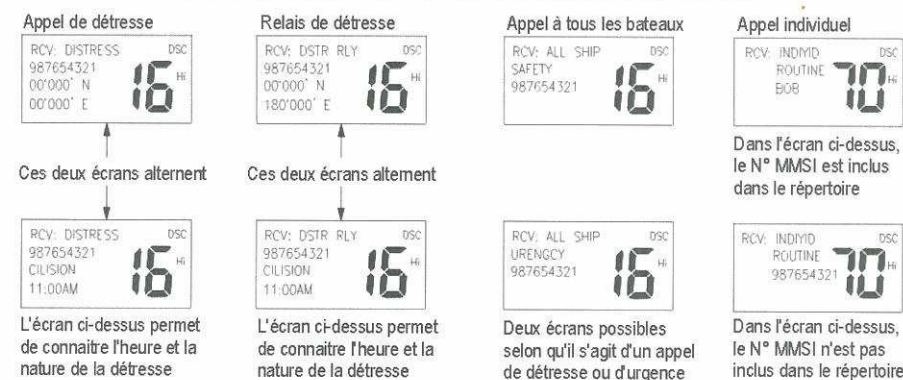 Appel de détresse
RCV: DISTRESS DSC
987654321
00'000' N
00'000' E
16 Hi
Ces deux écrans alternent
RCV: DISTRESS DSC
987654321
CILISION
11:00AM
16 Hi
L'écran ci-dessus permet
de connaitre l'heure et la
nature de la détresse
Relais de détresse
RCV: DSTR RLY DSC
987654321
00'000' N
180'000' E
16 Hi
Ces deux écrans alternent
RCV: DSTR RLY DSC
987654321
CILISION
11:00AM
16 Hi
L'écran ci-dessus permet
de connaitre l'heure et la
nature de la détresse
Appel à tous les bateaux
RCV: ALL SHIP DSC
SAFETY
987654321
16 Hi
RCV: ALL SHIP DSC
URENGCY
987654321
16 Hi
Deux écrans possibles
selon qu'il s'agit d'un appel
de détresse ou d'urgence
Appel individuel
RCV: INDIYID DSC
ROUTINE
BOB
70 Hi
Dans l'écran ci-dessus,
le N° MMSI est inclus
dans le répertoire
RCV: INDIYID DSC
ROUTINE
987654321
70 Hi
Dans l'écran ci-dessus,
le N° MMSI n'est pas
inclus dans le répertoire